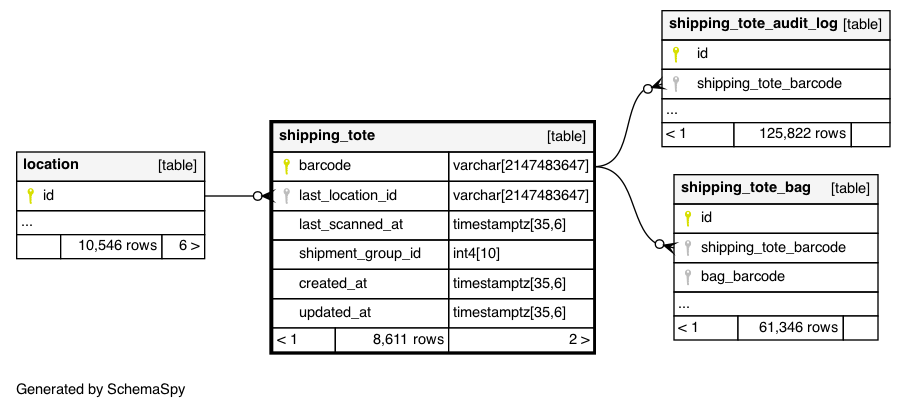 shipping_tote_audit_log [table]
id
shipping_tote_barcode
...
< 1 125,822 rows
shipping_tote [table]
barcode varchar[2147483647]
last_location_id varchar[2147483647]
last_scanned_at timestamptz[35,6]
shipment_group_id int4[10]
created_at timestamptz[35,6]
updated_at timestamptz[35,6]
< 1 8,611 rows 2 >
location [table]
id
...
10,546 rows 6 >
shipping_tote_bag [table]
id
shipping_tote_barcode
bag_barcode
...
< 1 61,346 rows
Generated by SchemaSpy